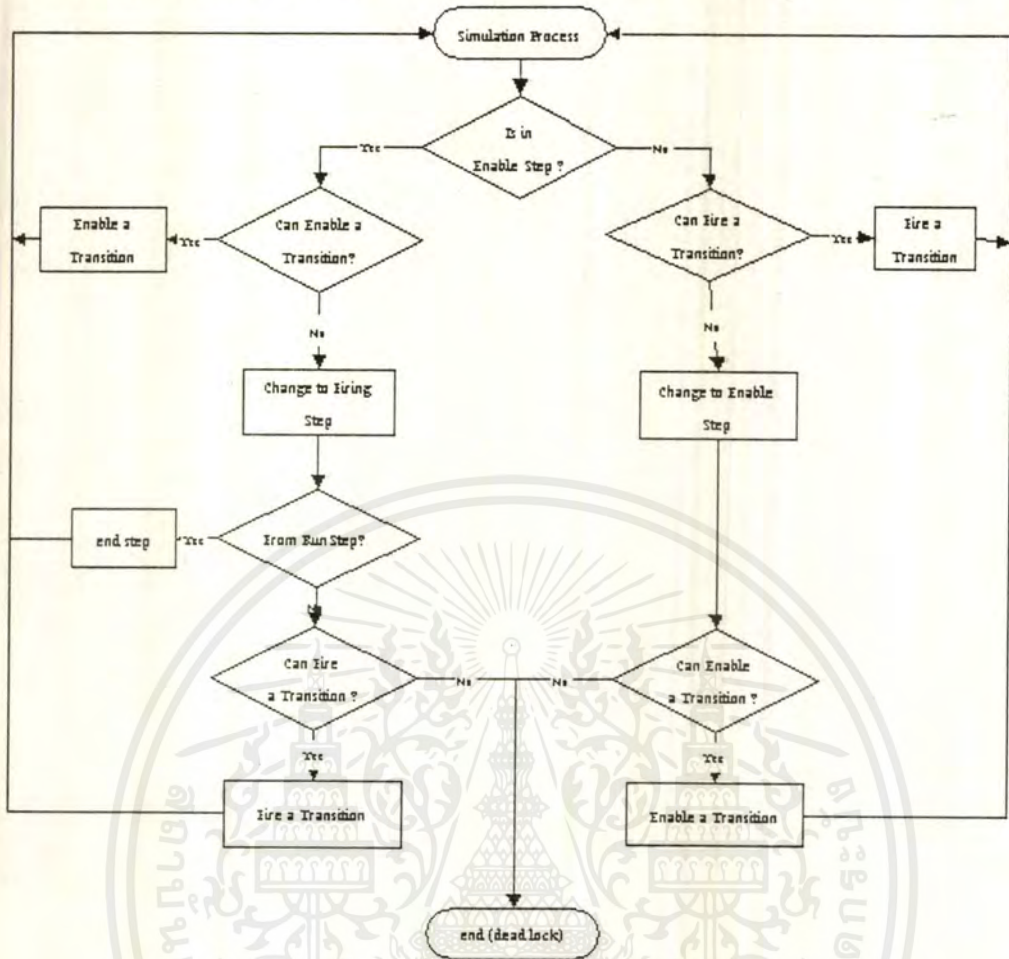 Simulation Process
Is in
Enable Step ?
Yes
No
Enable a
Transition
Yes
Can Enable a
Transition?
Can Fire a
Transition?
Yes
Fire a
Transition
No
No
Change to Firing
Step
Change to Enable
Step
end step
Yes
From Run Step?
No
Can Fire
a Transition ?
No
No
Can Enable
a Transition ?
Yes
Yes
Fire a Transition
Enable a Transition
end (dead lock)